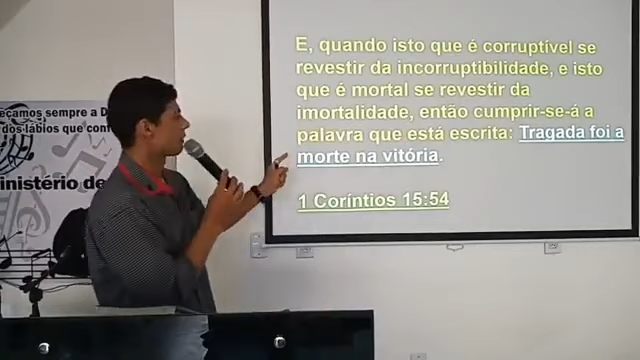 E, quando isto que é corruptível se
revestir da incorruptibilidade, e isto
que é mortal se revestir da
imortalidade, então cumprir-se-á a
palavra que está escrita: Tragada foi a
morte na vitória.
1 Coríntios 15:54
eçamos sempre a D
dos lábios que con
inistério de